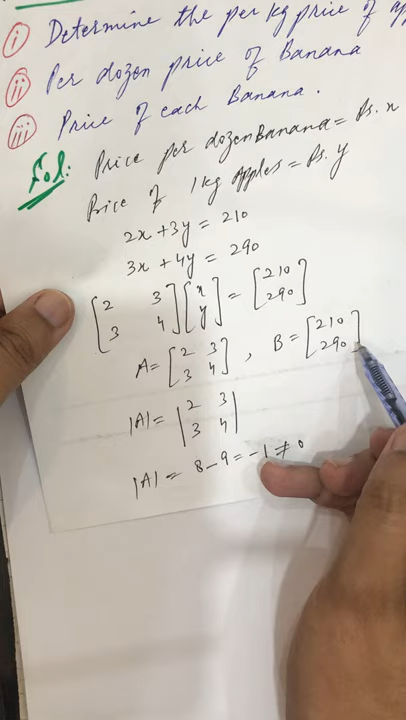 (i) Determine the per kg price of
(ii) Per dozen price of Banana
(iii) Price of each Banana.
Sol: Price per dozen Banana = Rs. x
Price of 1 kg Apples = Rs. y
2x + 3y = 210
3x + 4y = 290
[2 3 / 3 4] [x / y] = [210 / 290]
A = [2 3 / 3 4] , B = [210 / 290]
|A| = |2 3 / 3 4|
|A| = 8 - 9 = -1 ≠ 0